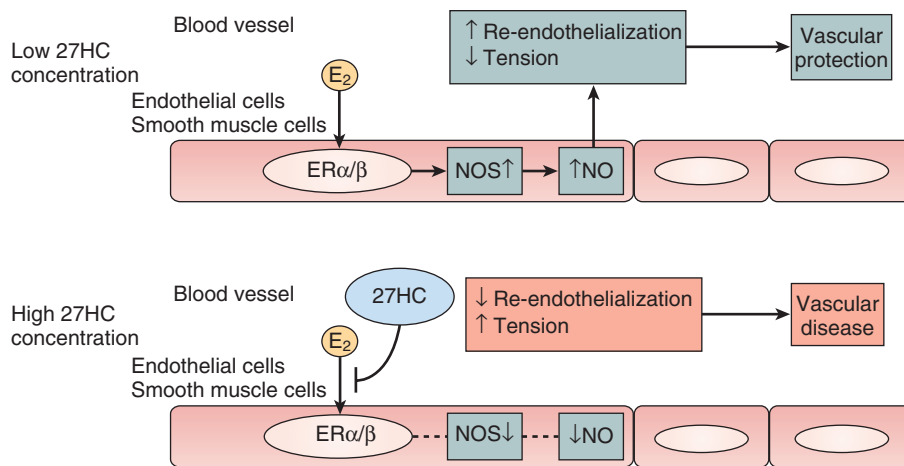 Blood vessel
Low 27HC
concentration
E₂
Endothelial cells
Smooth muscle cells
↑ Re-endothelialization
↓ Tension
Vascular
protection
ERα/β
NOS↑
↑NO
Blood vessel
High 27HC
concentration
27HC
E₂
Endothelial cells
Smooth muscle cells
↓ Re-endothelialization
↑ Tension
Vascular
disease
ERα/β
NOS↓
↓NO